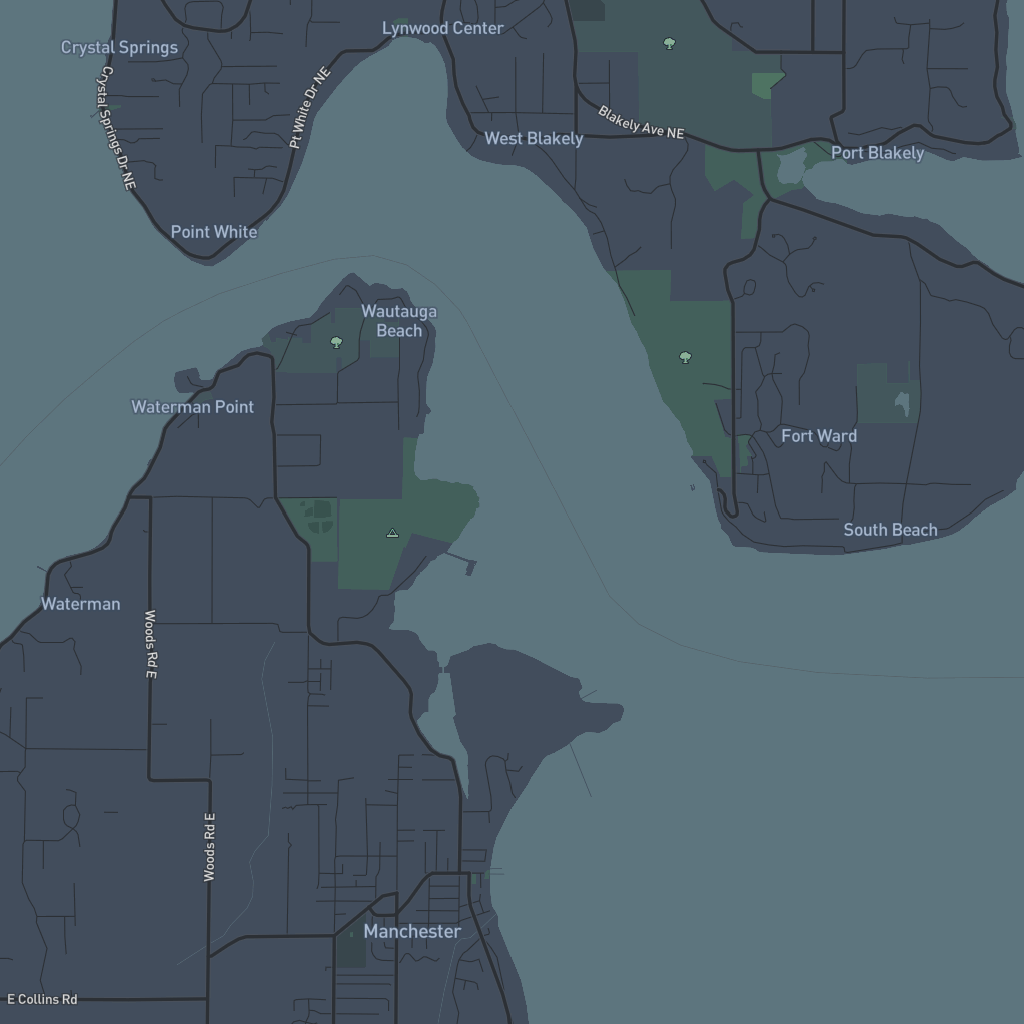 Lynwood Center
Crystal Springs
Crystal Springs Dr NE
Pt White Dr NE
Blakely Ave NE
West Blakely
Port Blakely
Point White
Wautauga
Beach
Waterman Point
Fort Ward
South Beach
Waterman
Woods Rd E
Woods Rd E
Manchester
E Collins Rd